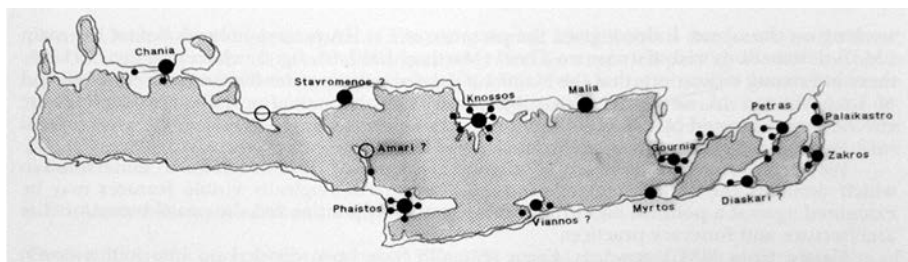 Chania
Stavromenos ?
Knossos
Malia
Petras
Palaikastro
Amari ?
Gournia
Zakros
Phaistos
Viannos ?
Myrtos
Diaskari ?